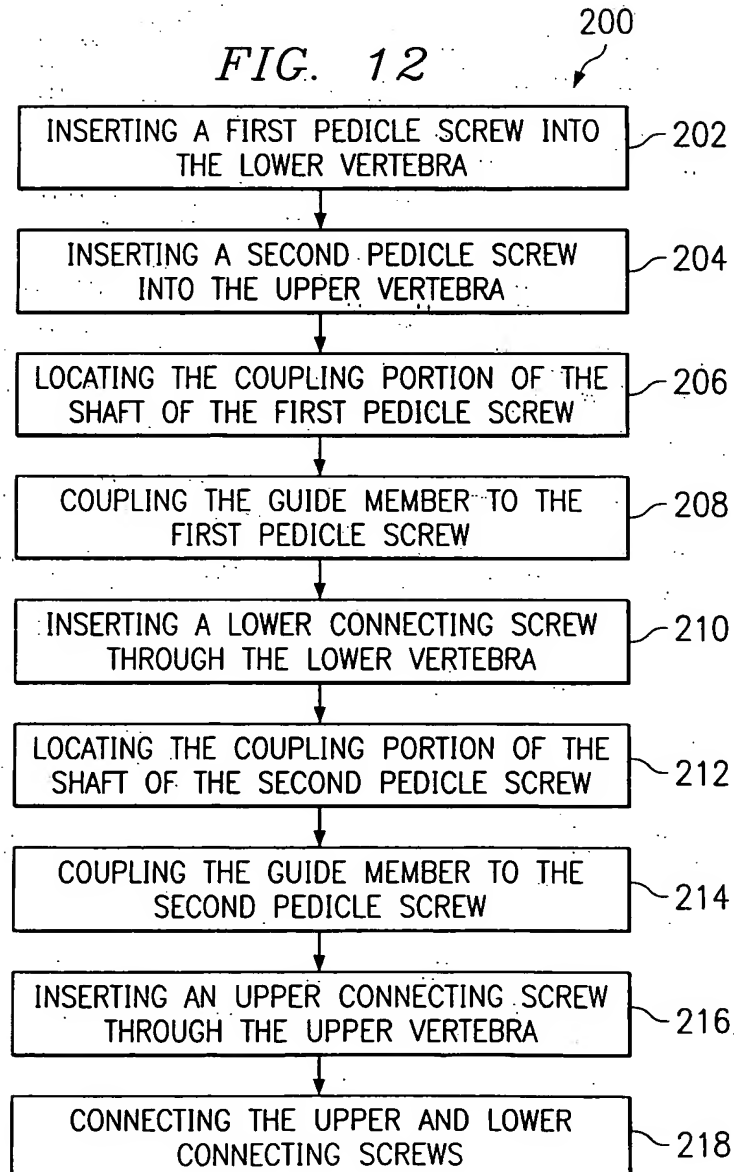 200
FIG. 12
INSERTING A FIRST PEDICLE SCREW INTO
THE LOWER VERTEBRA
202
INSERTING A SECOND PEDICLE SCREW
INTO THE UPPER VERTEBRA
204
LOCATING THE COUPLING PORTION OF THE
SHAFT OF THE FIRST PEDICLE SCREW
206
COUPLING THE GUIDE MEMBER TO THE
FIRST PEDICLE SCREW
208
INSERTING A LOWER CONNECTING SCREW
THROUGH THE LOWER VERTEBRA
210
LOCATING THE COUPLING PORTION OF THE
SHAFT OF THE SECOND PEDICLE SCREW
212
COUPLING THE GUIDE MEMBER TO THE
SECOND PEDICLE SCREW
214
INSERTING AN UPPER CONNECTING SCREW
THROUGH THE UPPER VERTEBRA
216
CONNECTING THE UPPER AND LOWER
CONNECTING SCREWS
218